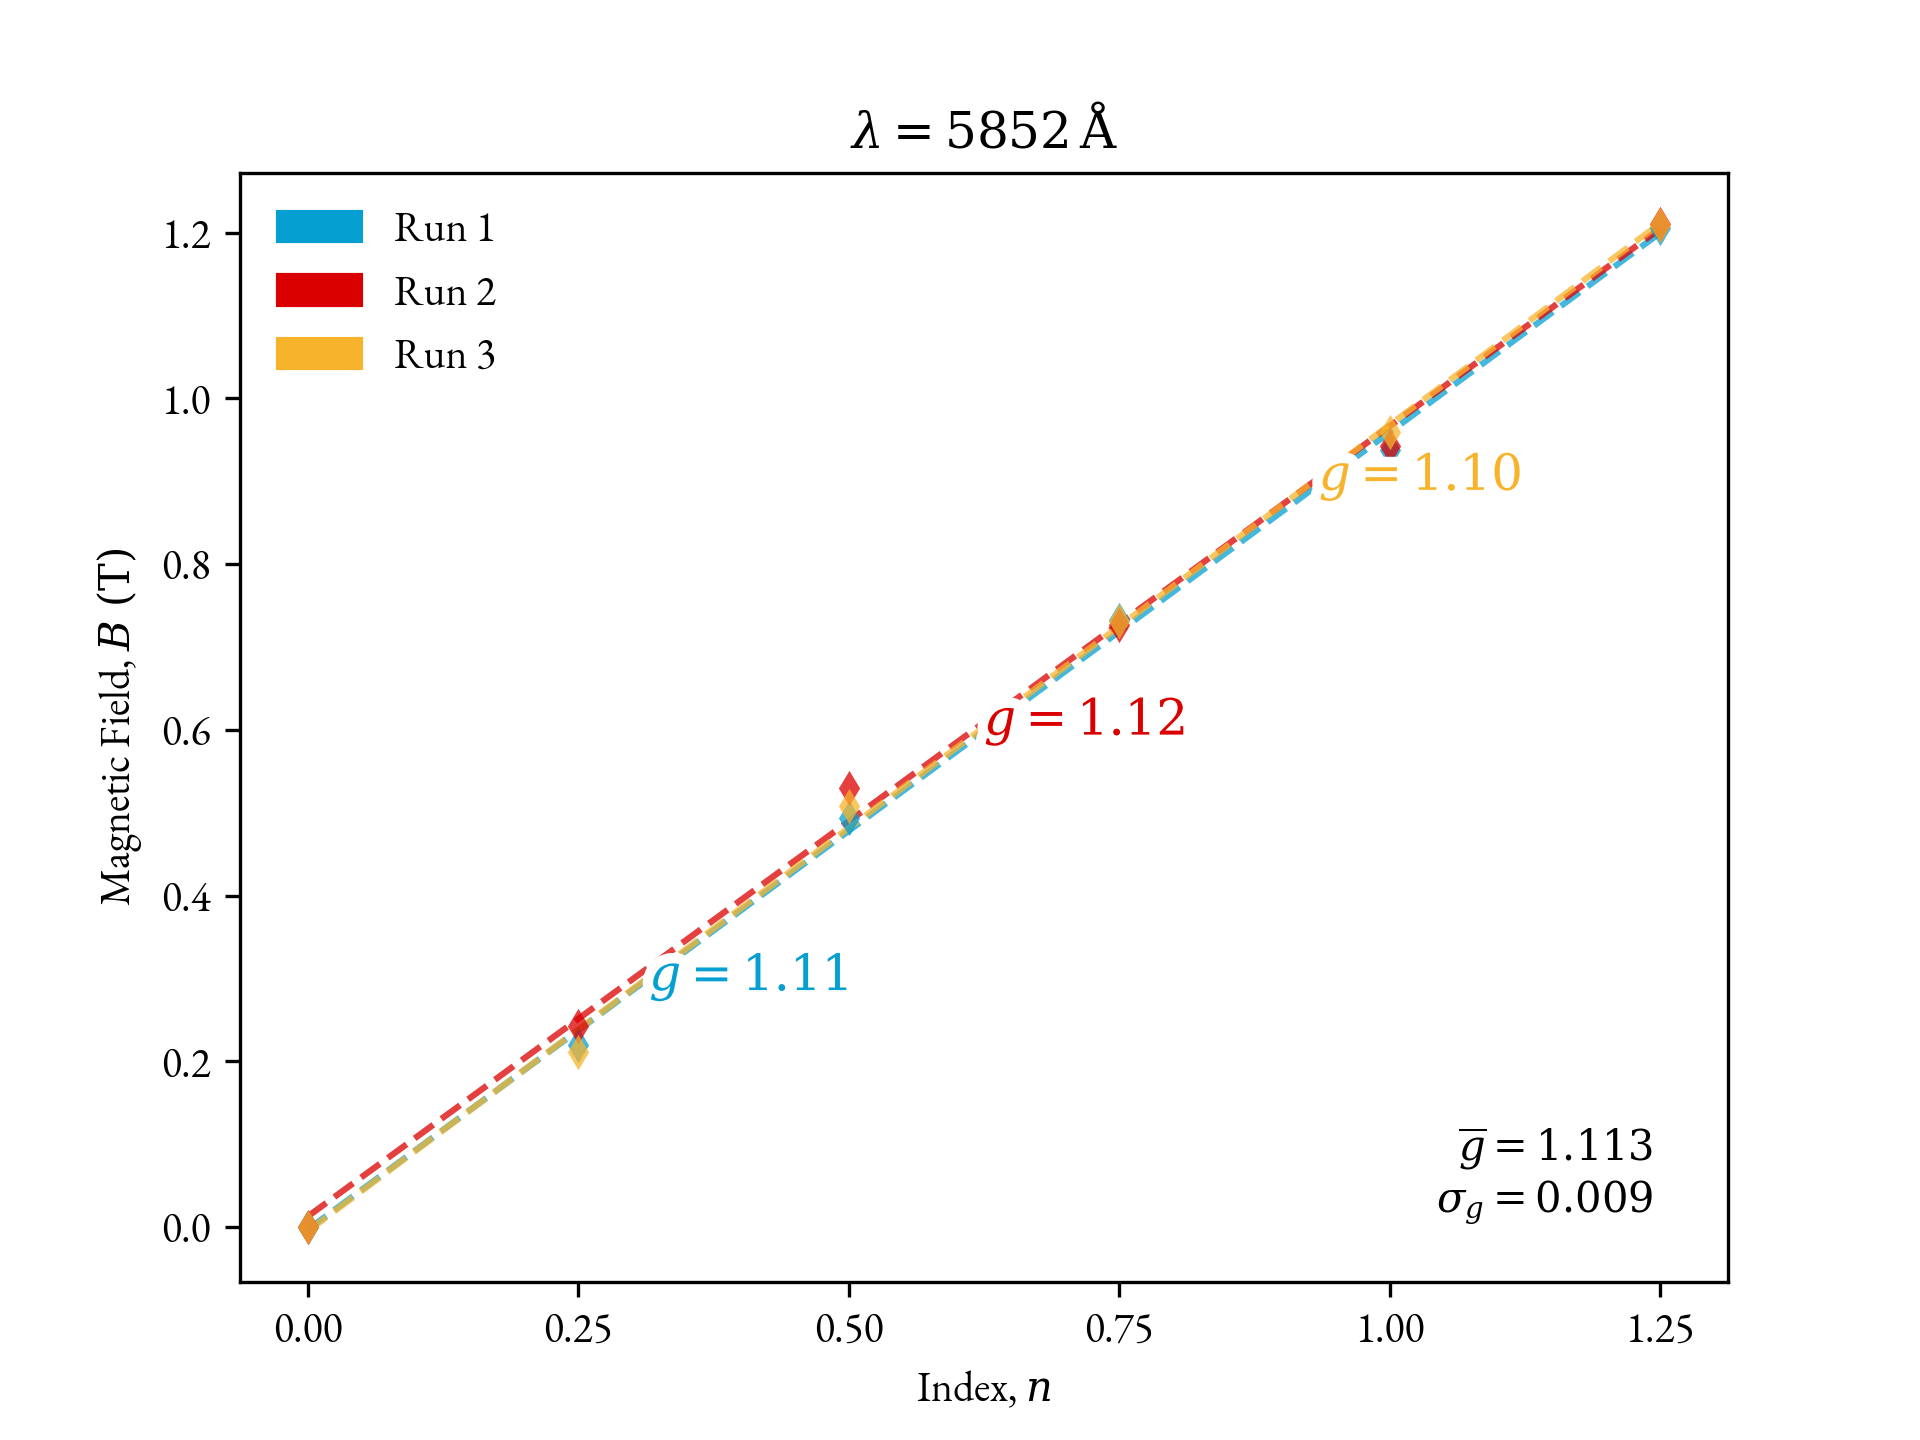 λ = 5852 Å
Run 1
Run 2
Run 3
1.2
1.0
0.8
0.6
0.4
0.2
0.0
Magnetic Field, B (T)
g = 1.10
g = 1.12
g = 1.11
g̅ = 1.113
σg = 0.009
0.00 0.25 0.50 0.75 1.00 1.25
Index, n